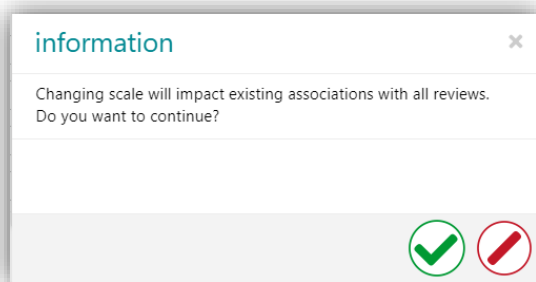 information
Changing scale will impact existing associations with all reviews.
Do you want to continue?